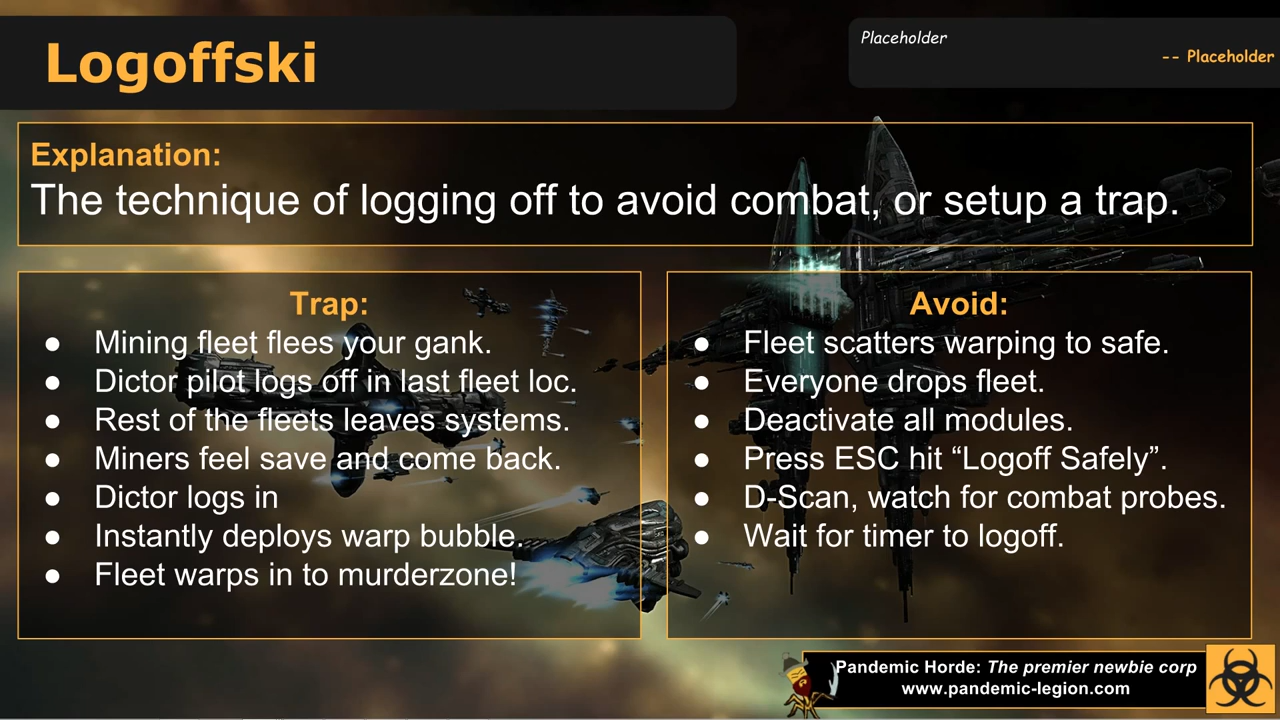 Logoffski
Placeholder
-- Placeholder
Explanation:
The technique of logging off to avoid combat, or setup a trap.
Trap:
● Mining fleet flees your gank.
● Dictor pilot logs off in last fleet loc.
● Rest of the fleets leaves systems.
● Miners feel save and come back.
● Dictor logs in
● Instantly deploys warp bubble.
● Fleet warps in to murderzone!
Avoid:
● Fleet scatters warping to safe.
● Everyone drops fleet.
● Deactivate all modules.
● Press ESC hit “Logoff Safely”.
● D-Scan, watch for combat probes.
● Wait for timer to logoff.
Pandemic Horde: The premier newbie corp
www.pandemic-legion.com